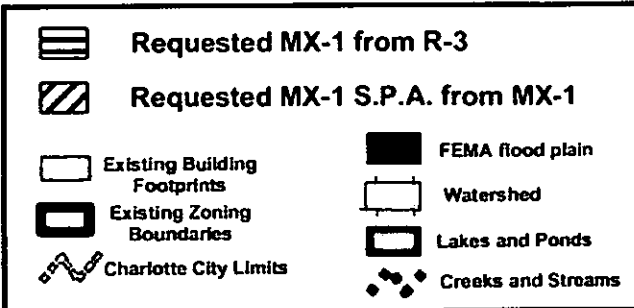 Requested MX-1 from R-3
Requested MX-1 S.P.A. from MX-1
Existing Building
Footprints
Existing Zoning
Boundaries
Charlotte City Limits
FEMA flood plain
Watershed
Lakes and Ponds
Creeks and Streams